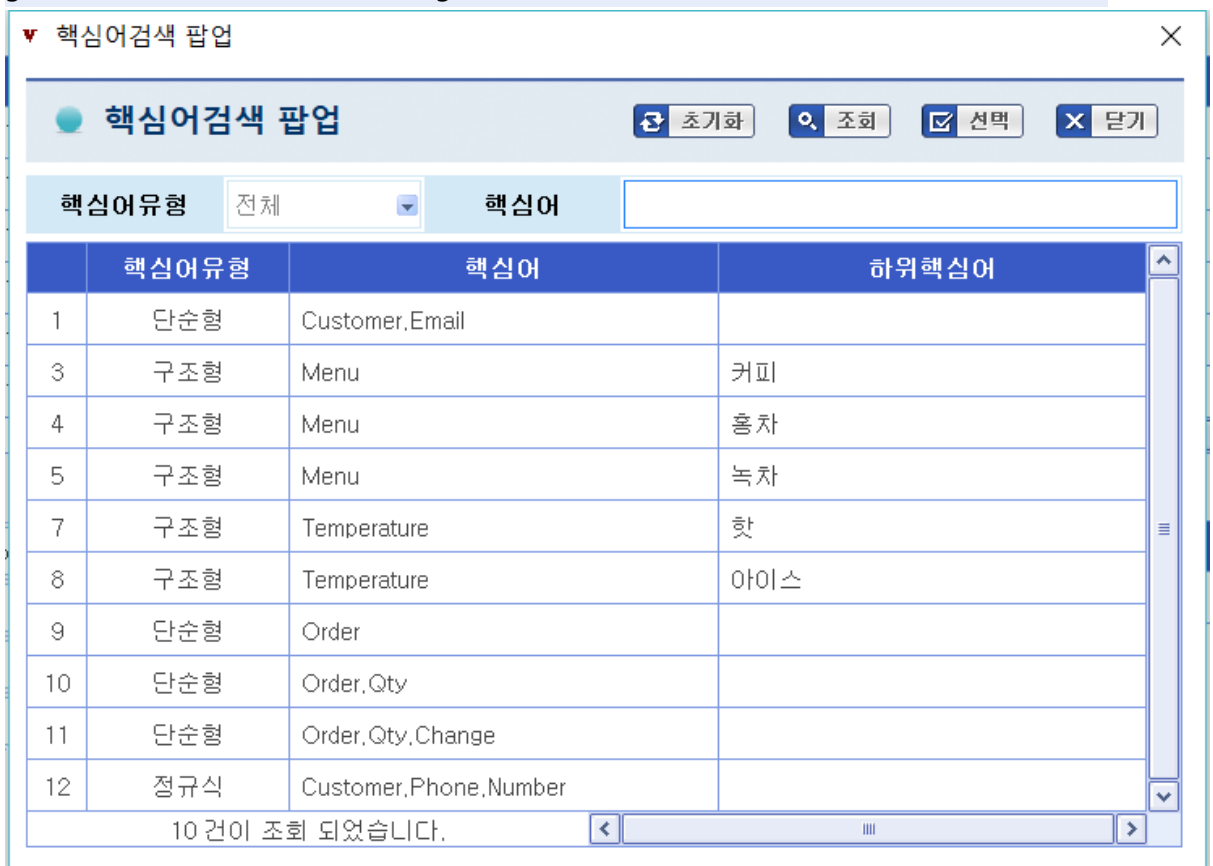 핵심어검색 팝업
핵심어검색 팝업 초기화 조회 선택 닫기
핵심어유형 전체 핵심어
핵심어유형 핵심어 하위핵심어
1 단순형 Customer,Email
3 구조형 Menu 커피
4 구조형 Menu 홍차
5 구조형 Menu 녹차
7 구조형 Temperature 핫
8 구조형 Temperature 아이스
9 단순형 Order
10 단순형 Order,Qty
11 단순형 Order,Qty,Change
12 정규식 Customer,Phone,Number
10 건이 조회 되었습니다.